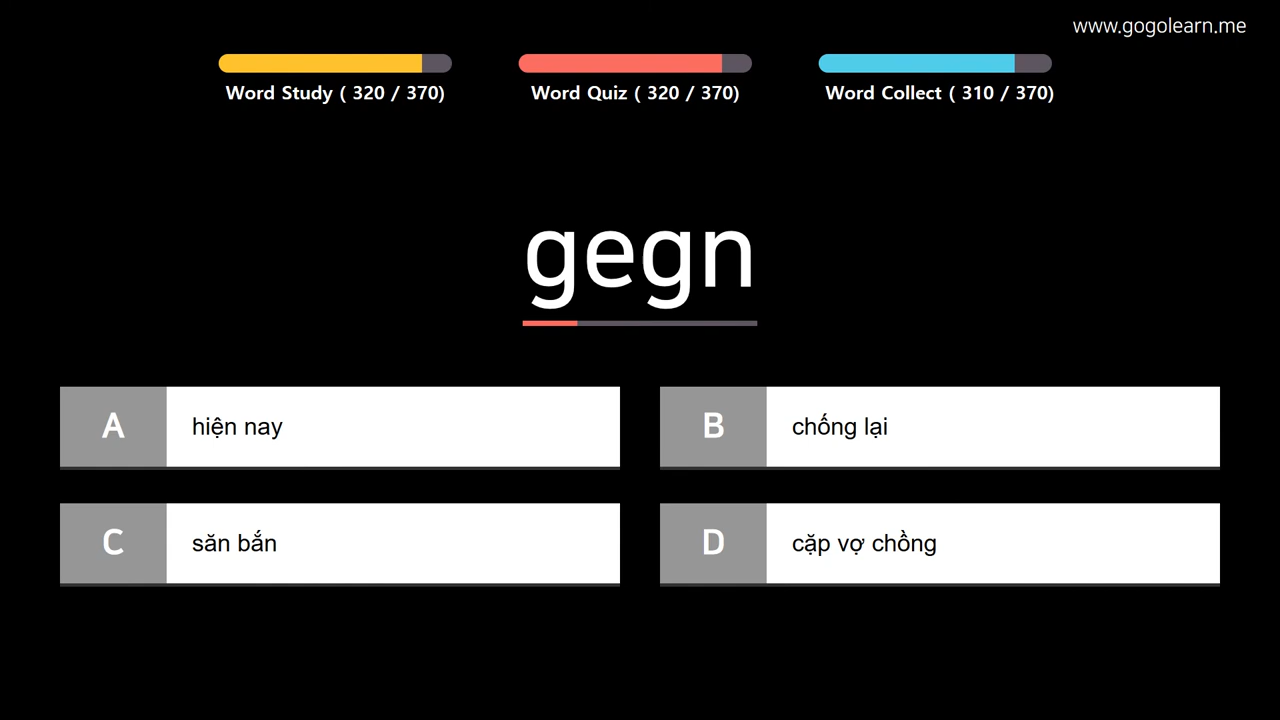 www.gogolearn.me
Word Study ( 320 / 370)
Word Quiz ( 320 / 370)
Word Collect ( 310 / 370)
gegn
A hiện nay
B chống lại
C săn bắn
D cặp vợ chồng